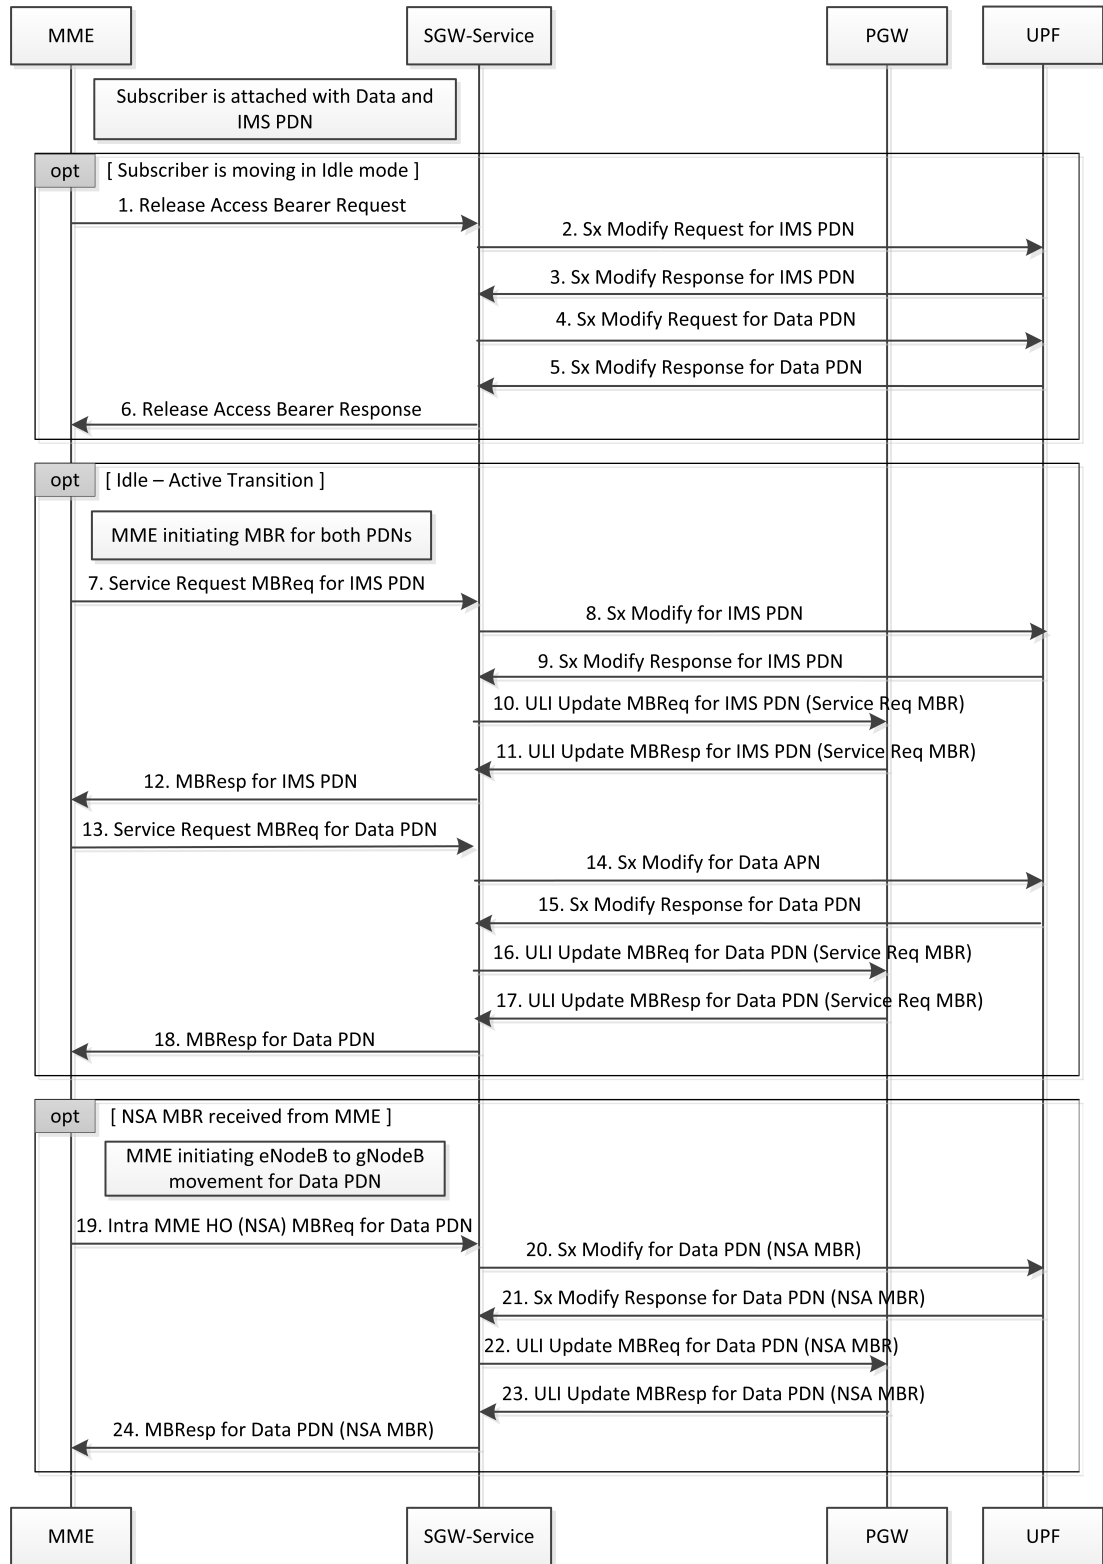 MME
SGW-Service
PGW
UPF
Subscriber is attached with Data and
IMS PDN
opt
[ Subscriber is moving in Idle mode ]
1. Release Access Bearer Request
2. Sx Modify Request for IMS PDN
3. Sx Modify Response for IMS PDN
4. Sx Modify Request for Data PDN
5. Sx Modify Response for Data PDN
6. Release Access Bearer Response
opt
[ Idle – Active Transition ]
MME initiating MBR for both PDNs
7. Service Request MBReq for IMS PDN
8. Sx Modify for IMS PDN
9. Sx Modify Response for IMS PDN
10. ULI Update MBReq for IMS PDN (Service Req MBR)
11. ULI Update MBResp for IMS PDN (Service Req MBR)
12. MBResp for IMS PDN
13. Service Request MBReq for Data PDN
14. Sx Modify for Data APN
15. Sx Modify Response for Data PDN
16. ULI Update MBReq for Data PDN (Service Req MBR)
17. ULI Update MBResp for Data PDN (Service Req MBR)
18. MBResp for Data PDN
opt
[ NSA MBR received from MME ]
MME initiating eNodeB to gNodeB
movement for Data PDN
19. Intra MME HO (NSA) MBReq for Data PDN
20. Sx Modify for Data PDN (NSA MBR)
21. Sx Modify Response for Data PDN (NSA MBR)
22. ULI Update MBReq for Data PDN (NSA MBR)
23. ULI Update MBResp for Data PDN (NSA MBR)
24. MBResp for Data PDN (NSA MBR)
MME
SGW-Service
PGW
UPF